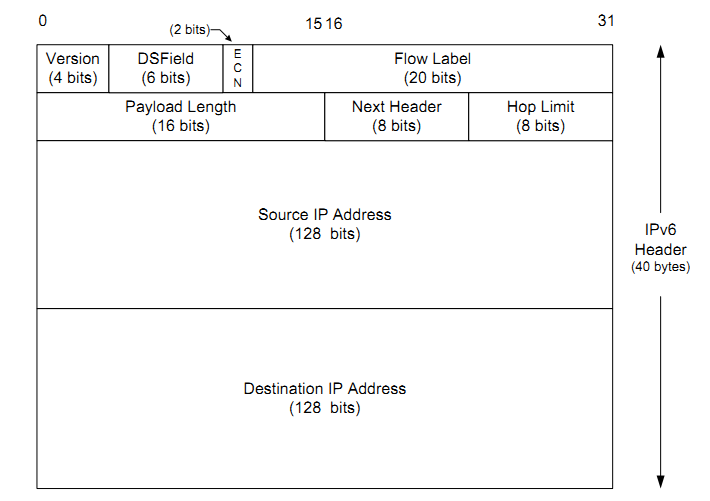 0 (2 bits) 15 16 31
Version DSField E Flow Label
(4 bits) (6 bits) C (20 bits)
N
Payload Length Next Header Hop Limit
(16 bits) (8 bits) (8 bits)
Source IP Address
(128 bits)
IPv6
Header
(40 bytes)
Destination IP Address
(128 bits)